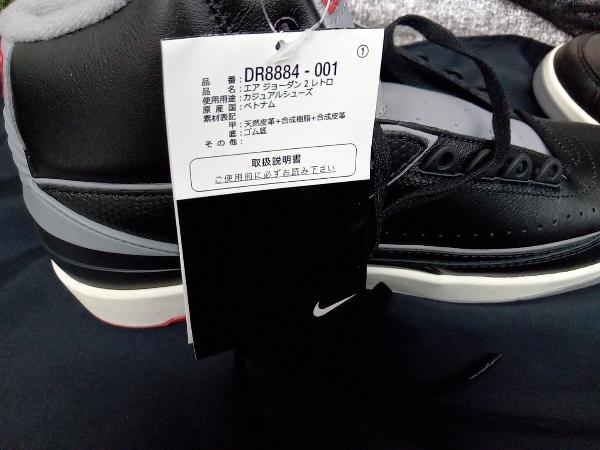 ①
品番：DR8884 - 001
品名：エア ジョーダン 2 レトロ
使用用途：カジュアルシューズ
原産国：ベトナム
素材表記
甲：天然皮革＋合成樹脂＋合成皮革
底：ゴム底
その他：
取扱説明書
ご使用前に必ずお読み下さい